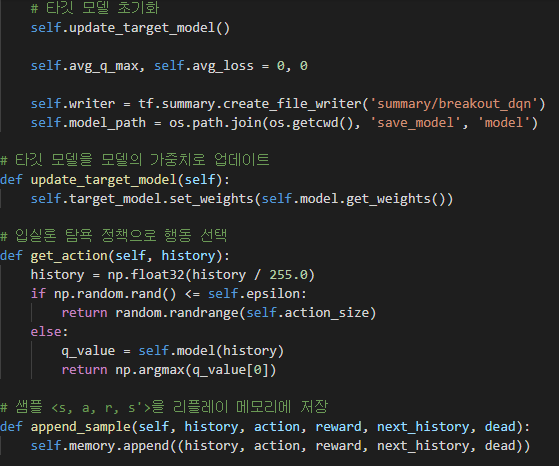 # 타깃 모델 초기화
self.update_target_model()
self.avg_q_max, self.avg_loss = 0, 0
self.writer = tf.summary.create_file_writer('summary/breakout_dqn')
self.model_path = os.path.join(os.getcwd(), 'save_model', 'model')
# 타깃 모델을 모델의 가중치로 업데이트
def update_target_model(self):
self.target_model.set_weights(self.model.get_weights())
# 입실론 탐욕 정책으로 행동 선택
def get_action(self, history):
history = np.float32(history / 255.0)
if np.random.rand() <= self.epsilon:
return random.randrange(self.action_size)
else:
q_value = self.model(history)
return np.argmax(q_value[0])
# 샘플 <s, a, r, s'>을 리플레이 메모리에 저장
def append_sample(self, history, action, reward, next_history, dead):
self.memory.append((history, action, reward, next_history, dead))